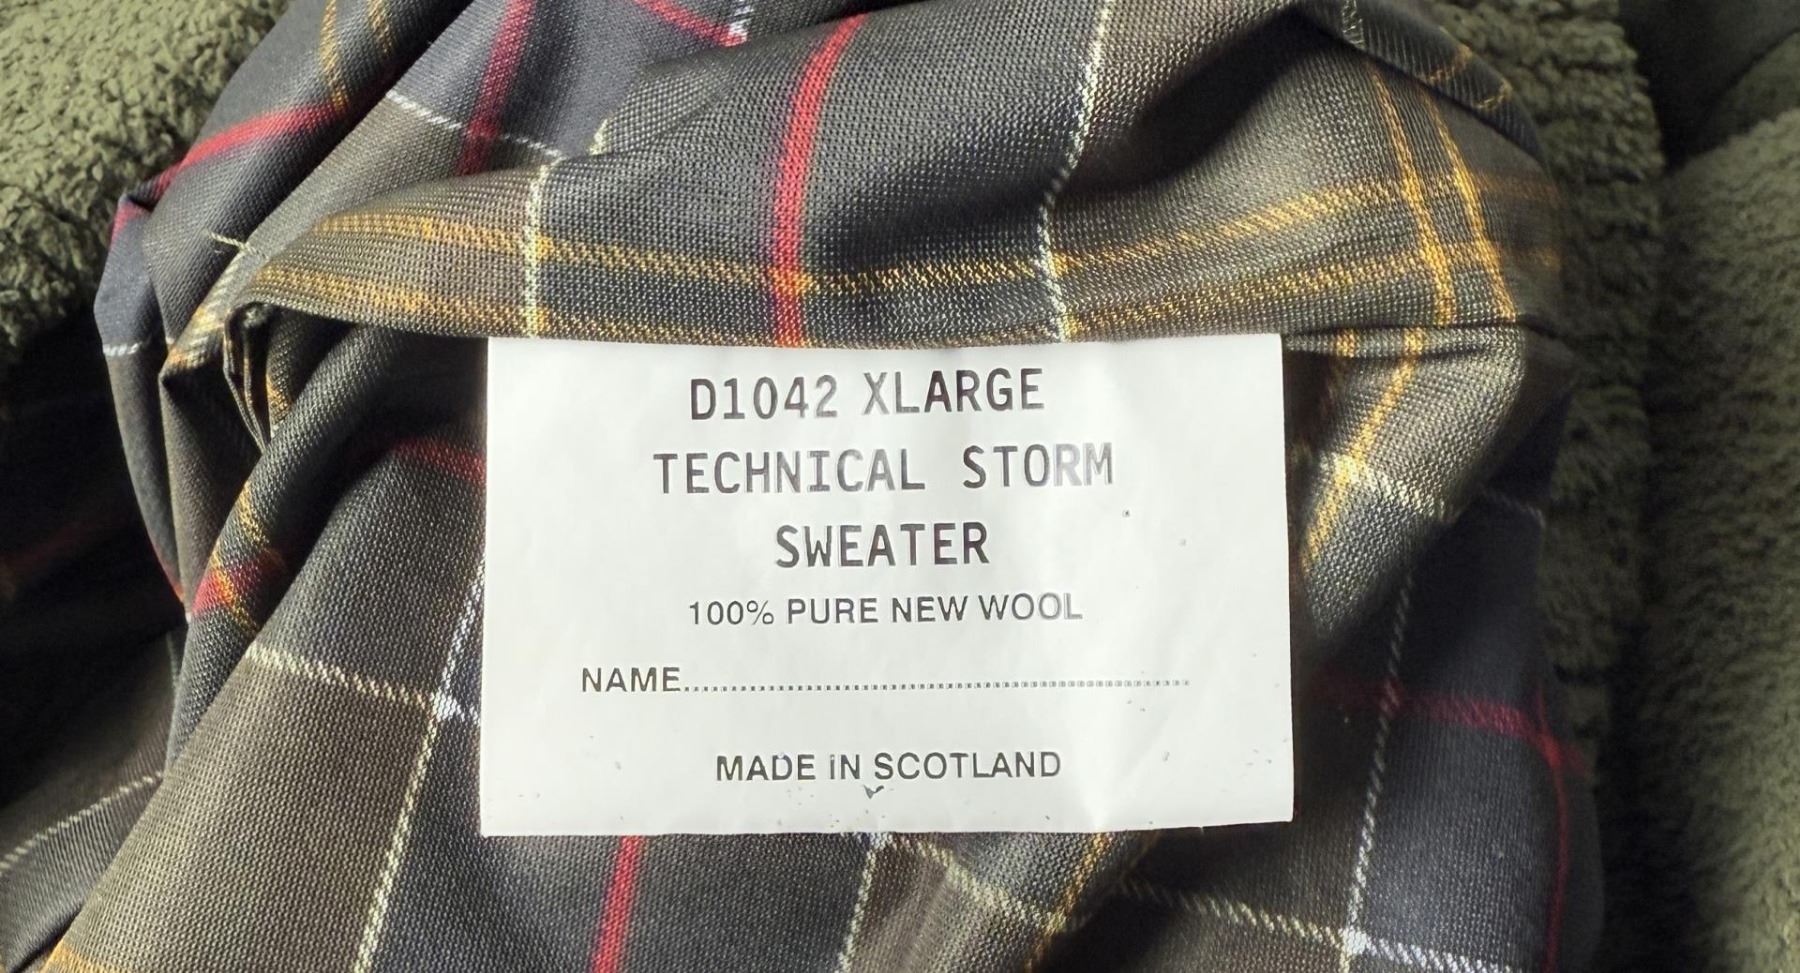 D1042 XLARGE
TECHNICAL STORM
SWEATER
100% PURE NEW WOOL
NAME................................................................
MADE IN SCOTLAND